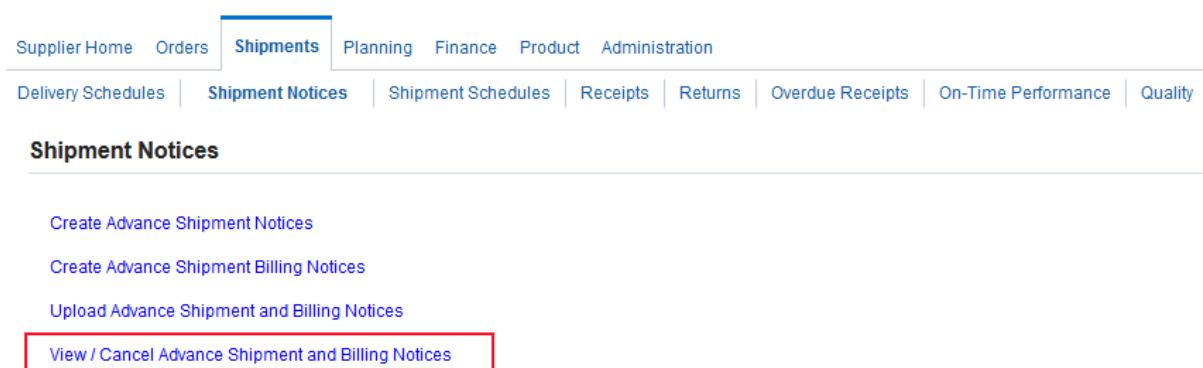 Supplier Home Orders Shipments Planning Finance Product Administration
Delivery Schedules Shipment Notices Shipment Schedules Receipts Returns Overdue Receipts On-Time Performance Quality
Shipment Notices
Create Advance Shipment Notices
Create Advance Shipment Billing Notices
Upload Advance Shipment and Billing Notices
View / Cancel Advance Shipment and Billing Notices